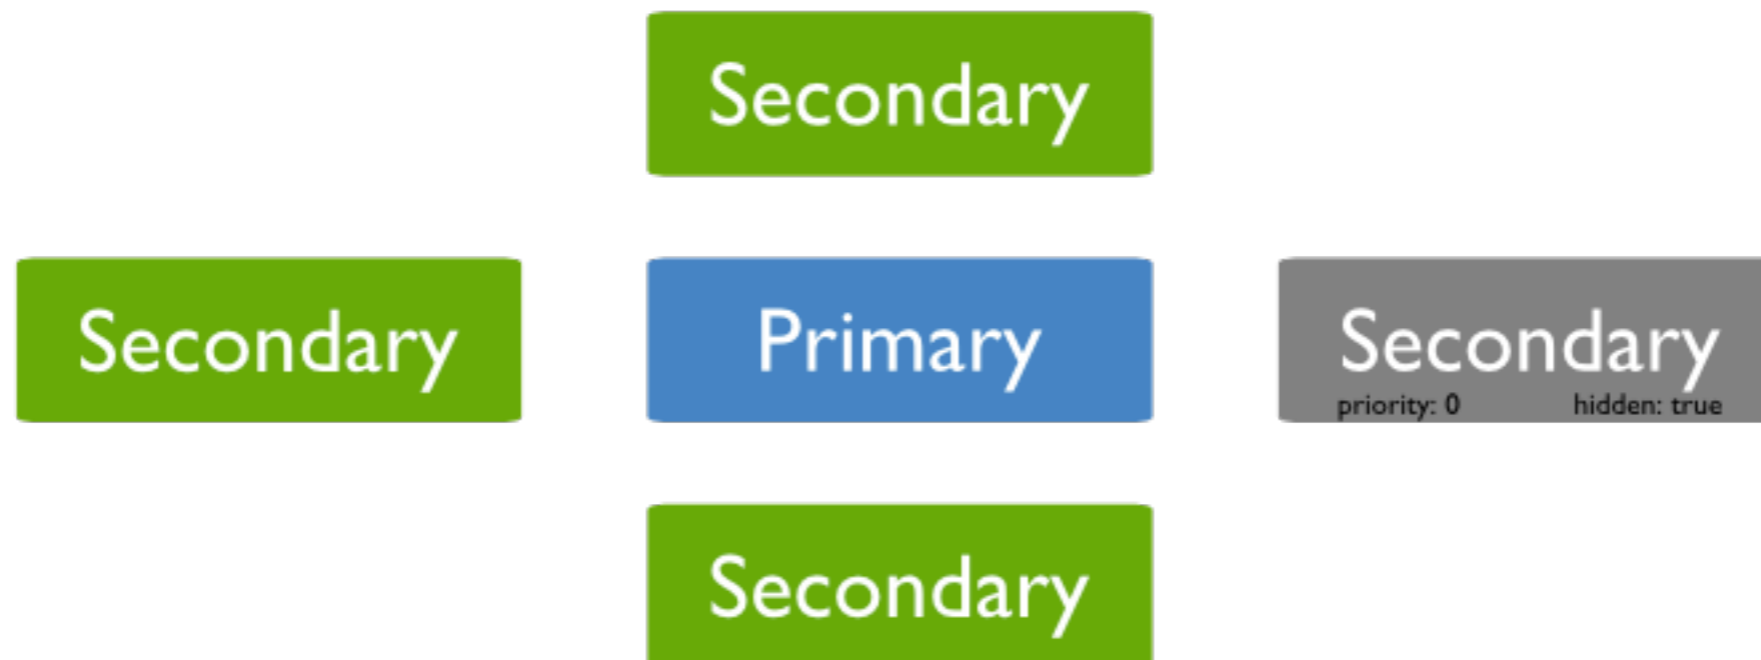 Secondary
Secondary
Primary
Secondary
priority: 0
hidden: true
Secondary